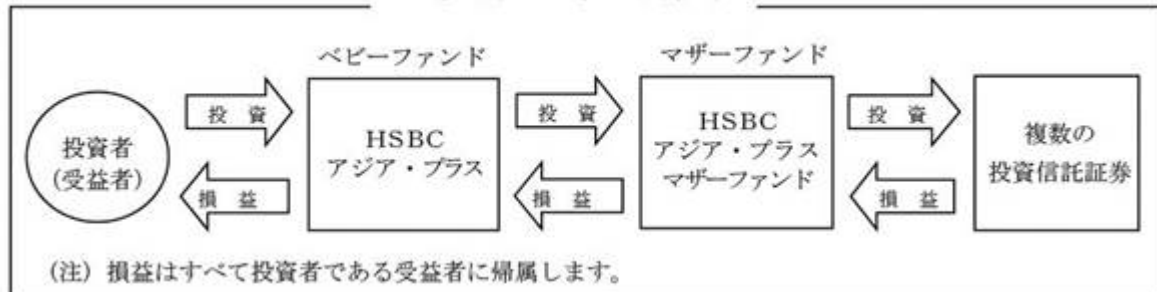 ベビーファンド
マザーファンド
投資者
(受益者)
投 資
損 益
HSBC
アジア・プラス
投 資
損 益
HSBC
アジア・プラス
マザーファンド
投 資
損 益
複数の
投資信託証券
(注) 損益はすべて投資者である受益者に帰属します。